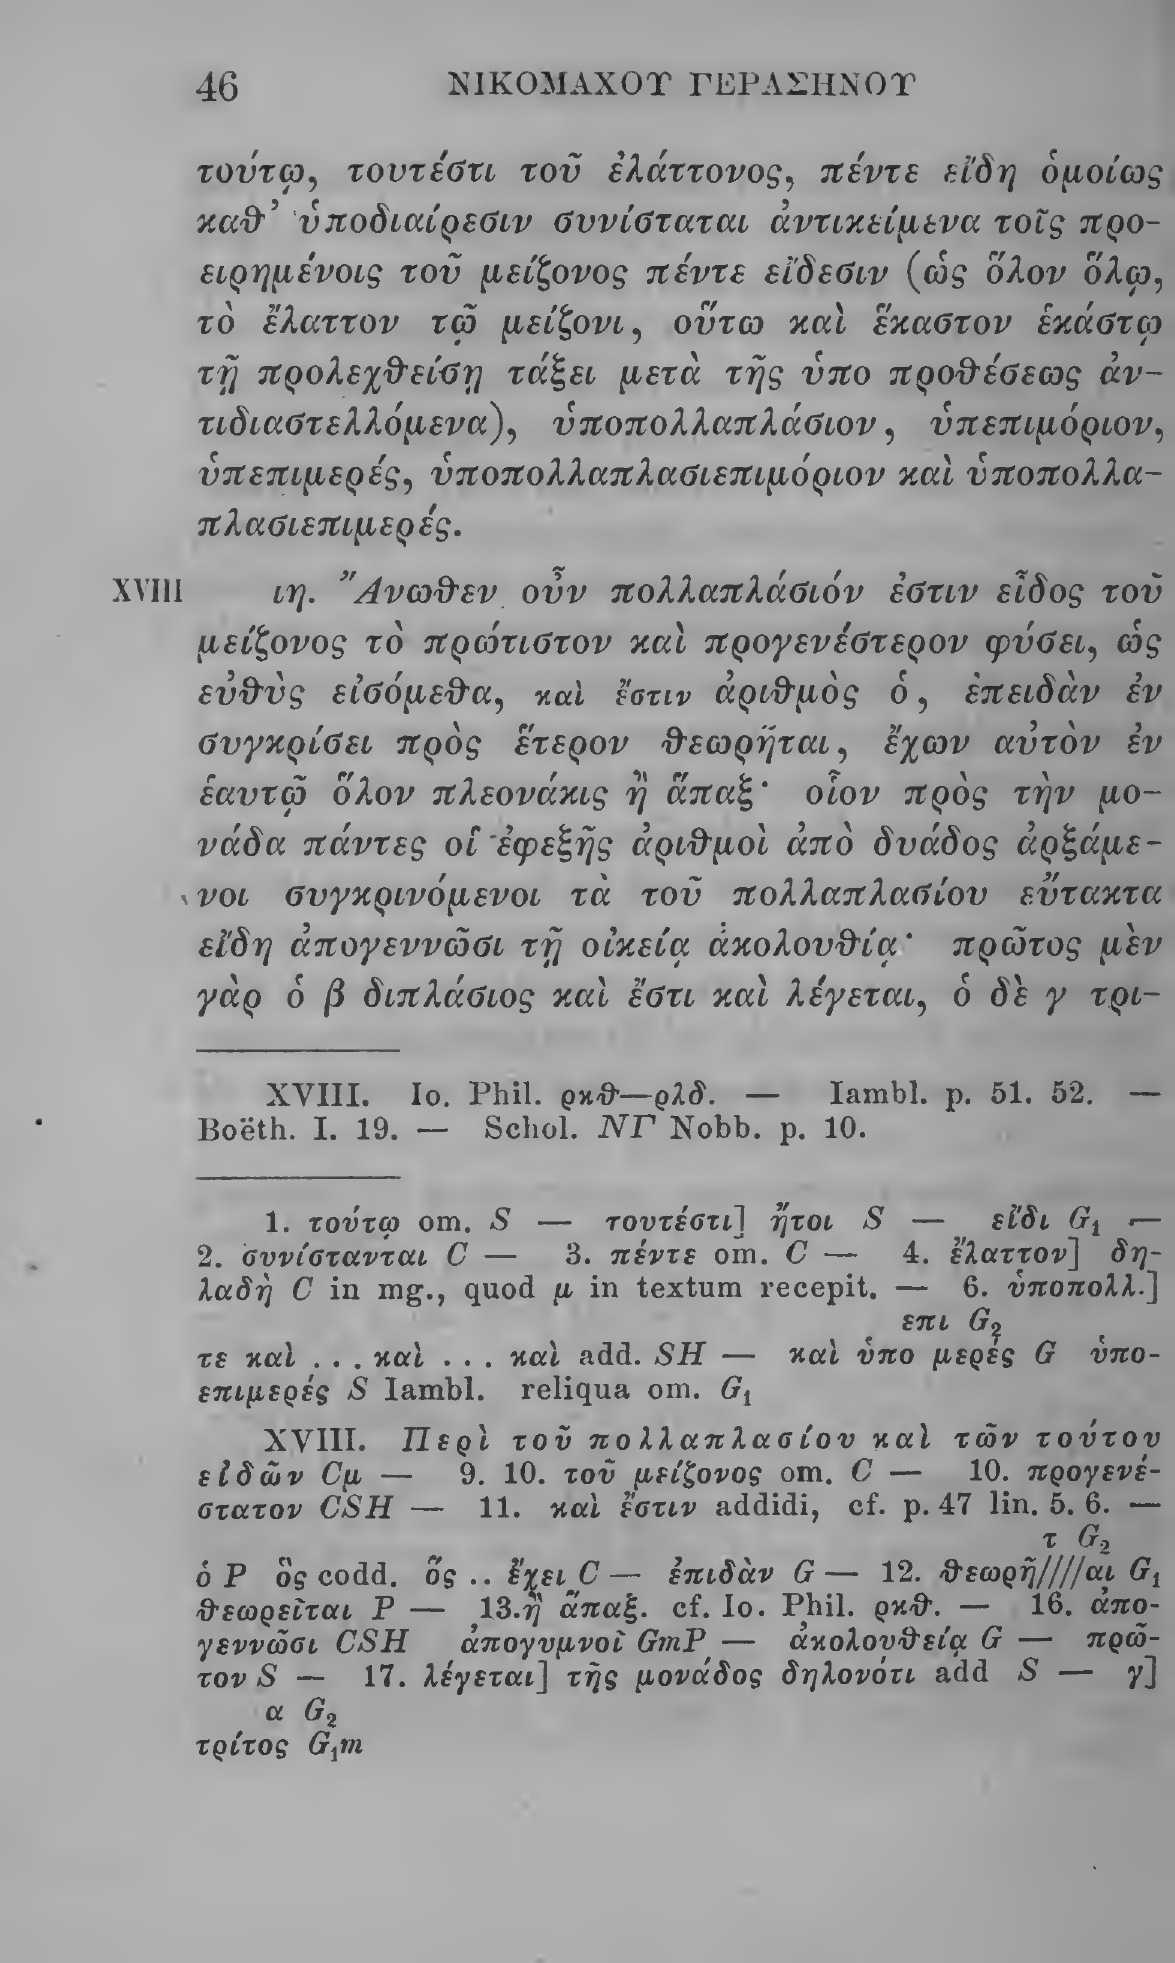 46 ΝΙΚΟΜΑΧΟΥ ΓΕΡΑΣΗΝΟΥ
τούτῳ, τουτέστι τοῦ ἐλάττονος, πέντε εἴδη ὁμοίως
καθ’ ὑποδιαίρεσιν συνίσταται ἀντικείμενα τοῖς προ-
ειρημένοις τοῦ μείζονος πέντε εἴδεσιν (ὡς ὅλον ὅλῳ,
τὸ ἔλαττον τῷ μείζονι, οὕτω καὶ ἕκαστον ἑκάστῳ
τῇ προλεχθείσῃ τάξει μετὰ τῆς ὑπο προθέσεως ἀν-
τιδιαστελλόμενα), ὑποπολλαπλάσιον, ὑπεπιμόριον,
ὑπεπιμερές, ὑποπολλαπλασιεπιμόριον καὶ ὑποπολλα-
πλασιεπιμερές.
XVIII ιη. Ἄνωθεν οὖν πολλαπλάσιόν ἐστιν εἶδος τοῦ
μείζονος τὸ πρώτιστον καὶ προγενέστερον φύσει, ὡς
εὐθὺς εἰσόμεθα, καὶ ἔστιν ἀριθμὸς ὁ, ἐπειδὰν ἐν
συγκρίσει πρὸς ἕτερον θεωρῆται, ἔχων αὐτὸν ἐν
ἑαυτῷ ὅλον πλεονάκις ἢ ἅπαξ· οἷον πρὸς τὴν μο-
νάδα πάντες οἱ ἐφεξῆς ἀριθμοὶ ἀπὸ δυάδος ἀρξάμε-
νοι συγκρινόμενοι τὰ τοῦ πολλαπλασίου εὔτακτα
εἴδη ἀπογεννῶσι τῇ οἰκείᾳ ἀκολουθίᾳ· πρῶτος μὲν
γὰρ ὁ β διπλάσιος καὶ ἔστι καὶ λέγεται, ὁ δὲ γ τρι-
XVIII. Io. Phil. ρκθ—ρλδ. — Iambl. p. 51. 52. —
Boëth. I. 19. — Schol. NΓ Nobb. p. 10.
1. τούτῳ om. S — τουτέστι] ἤτοι S — εἴδι G₁ —
2. συνίστανται C — 3. πέντε om. C — 4. ἔλαττον] δη-
λαδὴ C in mg., quod μ in textum recepit. — 6. ὑποπολλ.]
επι G₂
τε καὶ . . . καὶ . . . καὶ add. SH — καὶ ὑπο μερές G ὑπο-
επιμερές S Iambl. reliqua om. G₁
XVIII. Περὶ τοῦ πολλαπλασίου καὶ τῶν τούτου
εἰδῶν Cμ — 9. 10. τοῦ μείζονος om. C — 10. προγενέ-
στατον CSH — 11. καὶ ἔστιν addidi, cf. p. 47 lin. 5. 6. —
τ G₂
ὁ P ὃς codd. ὅς .. ἔχει C — ἐπιδὰν G — 12. θεωρῆ////αι G₁
θεωρεῖται P — 13. ἢ ἅπαξ. cf. Io. Phil. ρκθ. — 16. ἀπο-
γεννῶσι CSH ἀπογυμνοῖ GmP — ἀκολουθείᾳ G — πρῶ-
τον S — 17. λέγεται] τῆς μονάδος δηλονότι add S — γ]
α G₂
τρίτος G₁m